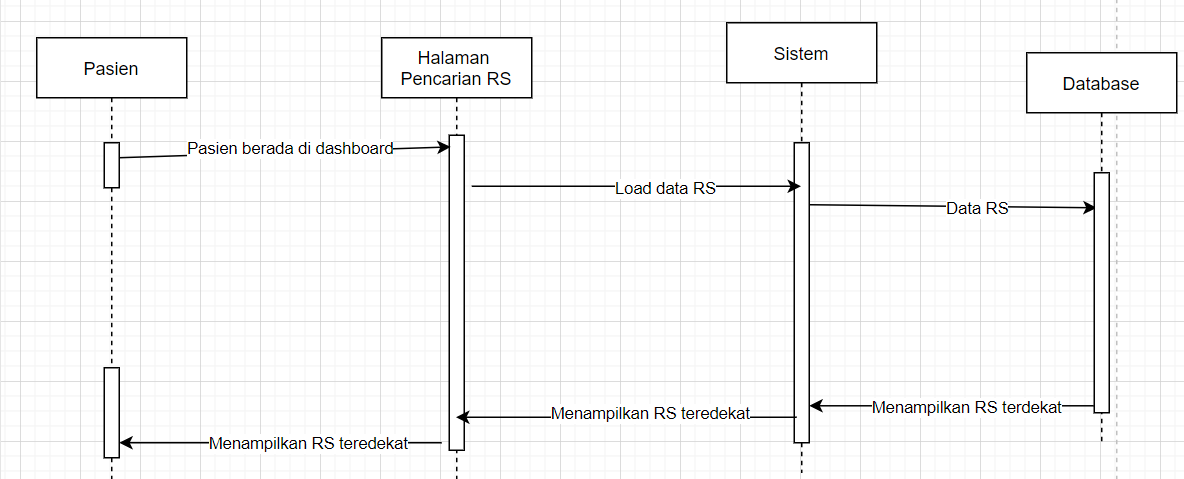 Pasien
Halaman
Pencarian RS
Sistem
Database
Pasien berada di dashboard
Load data RS
Data RS
Menampilkan RS terdekat
Menampilkan RS teredekat
Menampilkan RS teredekat